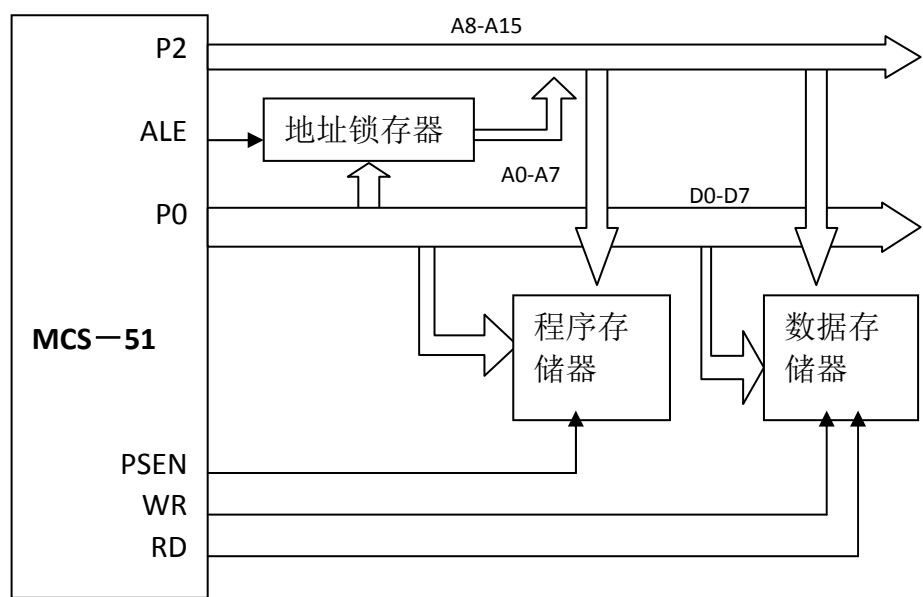 A8-A15
P2
ALE
地址锁存器
A0-A7
P0
D0-D7
MCS－51
程序存
储器
数据存
储器
PSEN
WR
RD